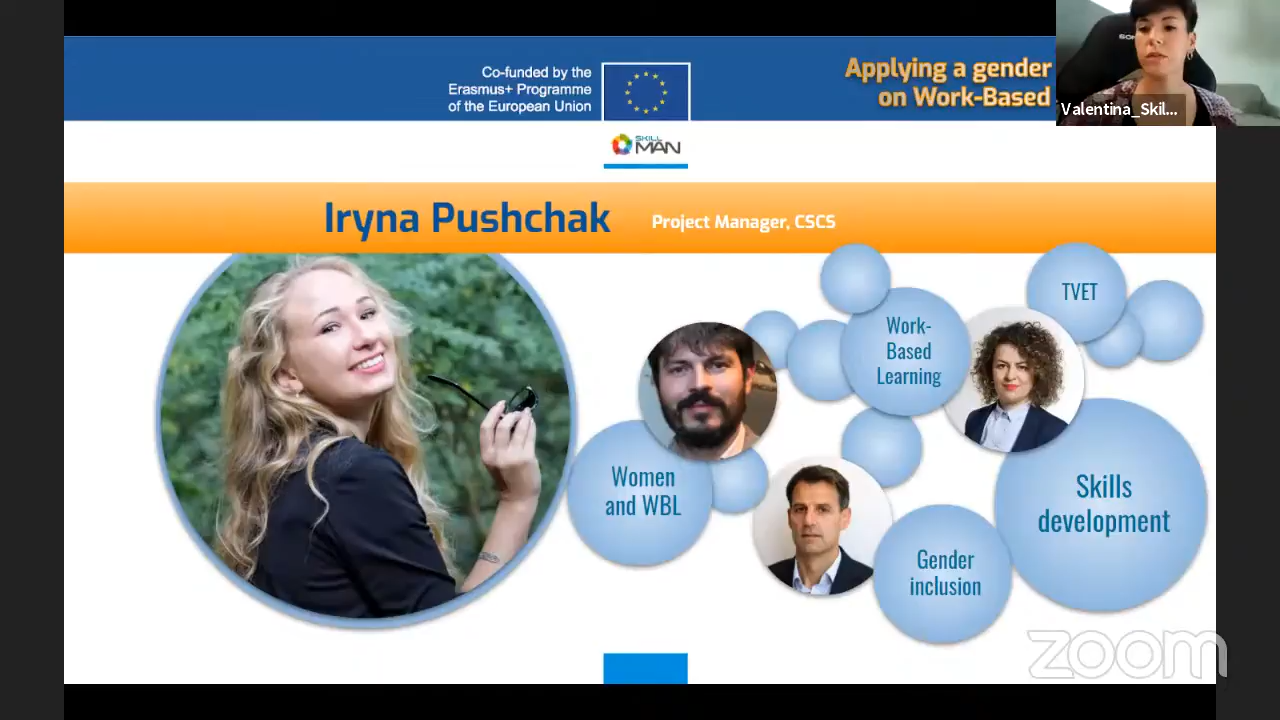 Co-funded by the
Erasmus+ Programme
of the European Union
Applying a gender
on Work-Based
Valentina_Skil...
SKILL
MAN
Iryna Pushchak
Project Manager, CSCS
TVET
Work-
Based
Learning
Women
and WBL
Skills
development
Gender
inclusion
zoom